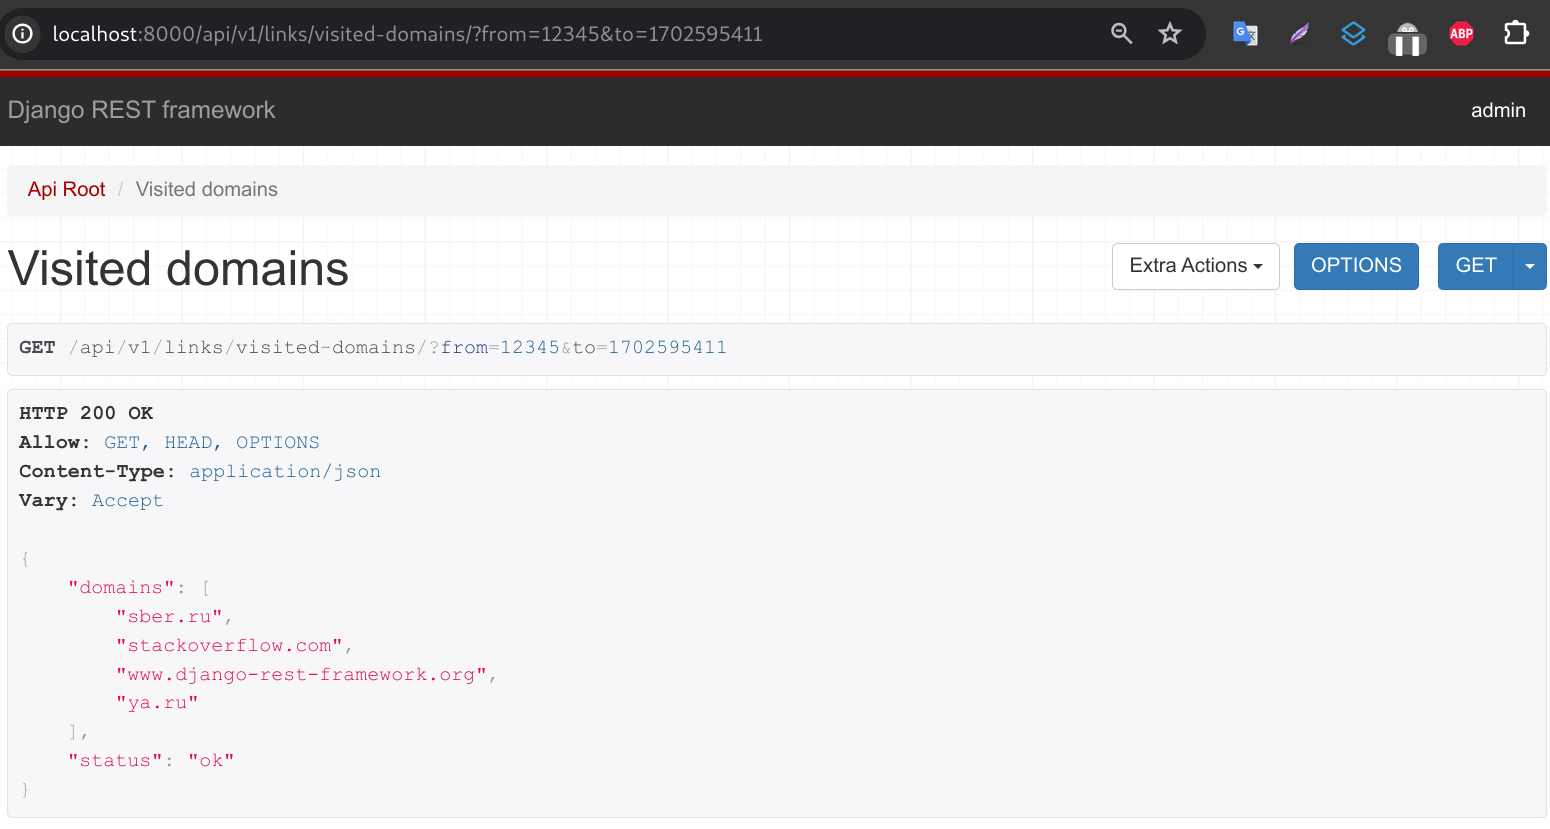 localhost:8000/api/v1/links/visited-domains/?from=12345&to=1702595411
G
ABP
Django REST framework
admin
Api Root / Visited domains
Visited domains
Extra Actions
OPTIONS
GET
GET /api/v1/links/visited-domains/?from=12345&to=1702595411
HTTP 200 OK
Allow: GET, HEAD, OPTIONS
Content-Type: application/json
Vary: Accept
{
    "domains": [
        "sber.ru",
        "stackoverflow.com",
        "www.django-rest-framework.org",
        "ya.ru"
    ],
    "status": "ok"
}